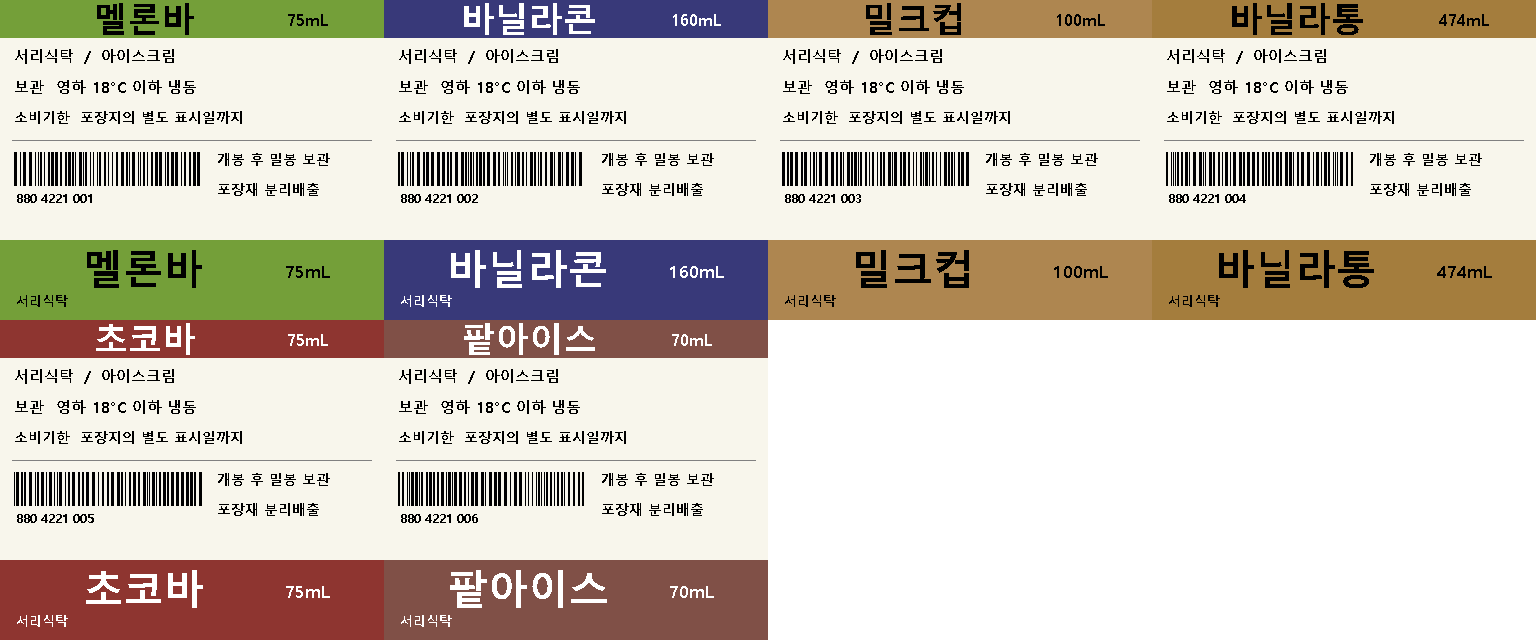 멜론바 75mL
서리식탁 / 아이스크림
보관 영하 18°C 이하 냉동
소비기한 포장지의 별도 표시일까지
개봉 후 밀봉 보관
포장재 분리배출
880 4221 001
멜론바 75mL
서리식탁
바닐라콘 160mL
서리식탁 / 아이스크림
보관 영하 18°C 이하 냉동
소비기한 포장지의 별도 표시일까지
개봉 후 밀봉 보관
포장재 분리배출
880 4221 002
바닐라콘 160mL
서리식탁
밀크컵 100mL
서리식탁 / 아이스크림
보관 영하 18°C 이하 냉동
소비기한 포장지의 별도 표시일까지
개봉 후 밀봉 보관
포장재 분리배출
880 4221 003
밀크컵 100mL
서리식탁
바닐라통 474mL
서리식탁 / 아이스크림
보관 영하 18°C 이하 냉동
소비기한 포장지의 별도 표시일까지
개봉 후 밀봉 보관
포장재 분리배출
880 4221 004
바닐라통 474mL
서리식탁
초코바 75mL
서리식탁 / 아이스크림
보관 영하 18°C 이하 냉동
소비기한 포장지의 별도 표시일까지
개봉 후 밀봉 보관
포장재 분리배출
880 4221 005
초코바 75mL
서리식탁
팥아이스 70mL
서리식탁 / 아이스크림
보관 영하 18°C 이하 냉동
소비기한 포장지의 별도 표시일까지
개봉 후 밀봉 보관
포장재 분리배출
880 4221 006
팥아이스 70mL
서리식탁